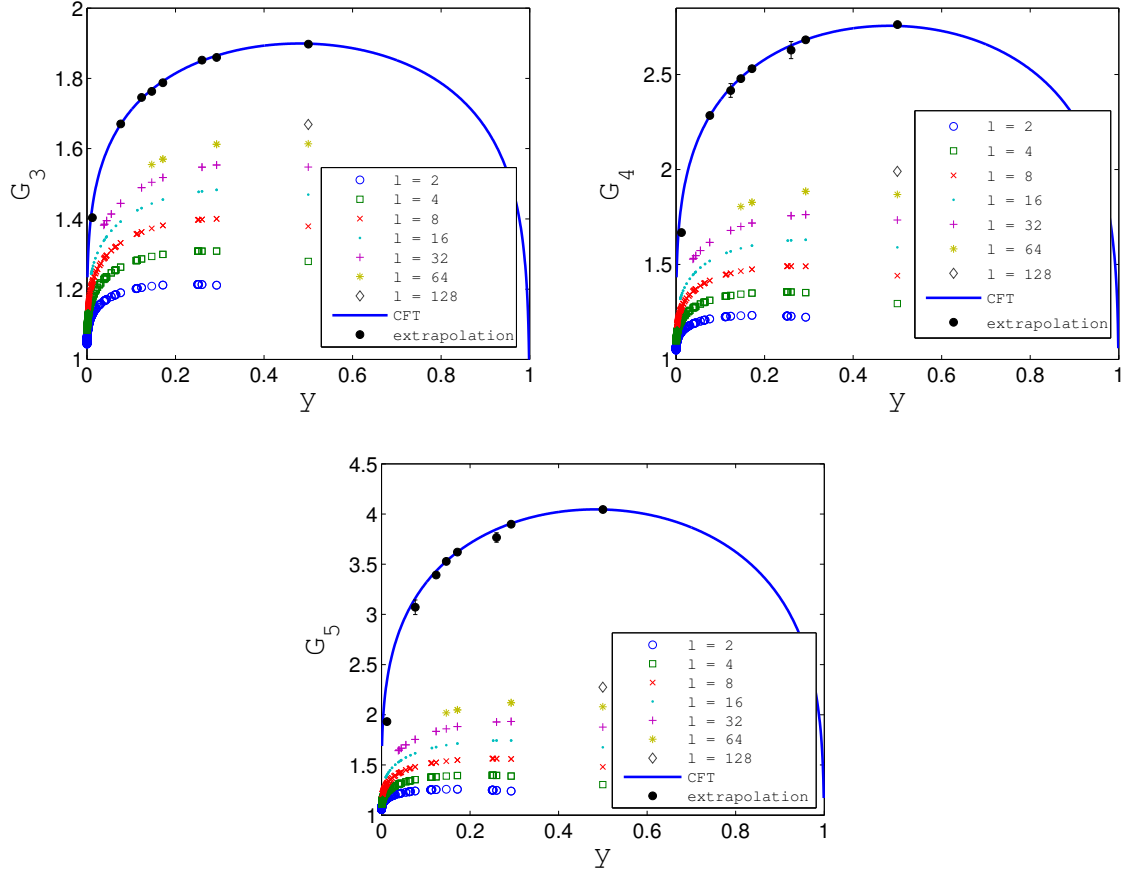 2
1.8
1.6
1.4
1.2
1
G3
0
0.2
0.4
0.6
0.8
1
y
l = 2
l = 4
l = 8
l = 16
l = 32
l = 64
l = 128
CFT
extrapolation
2.5
2
1.5
1
G4
0
0.2
0.4
0.6
0.8
1
y
l = 2
l = 4
l = 8
l = 16
l = 32
l = 64
l = 128
CFT
extrapolation
4.5
4
3.5
3
2.5
2
1.5
1
G5
0
0.2
0.4
0.6
0.8
1
y
l = 2
l = 4
l = 8
l = 16
l = 32
l = 64
l = 128
CFT
extrapolation